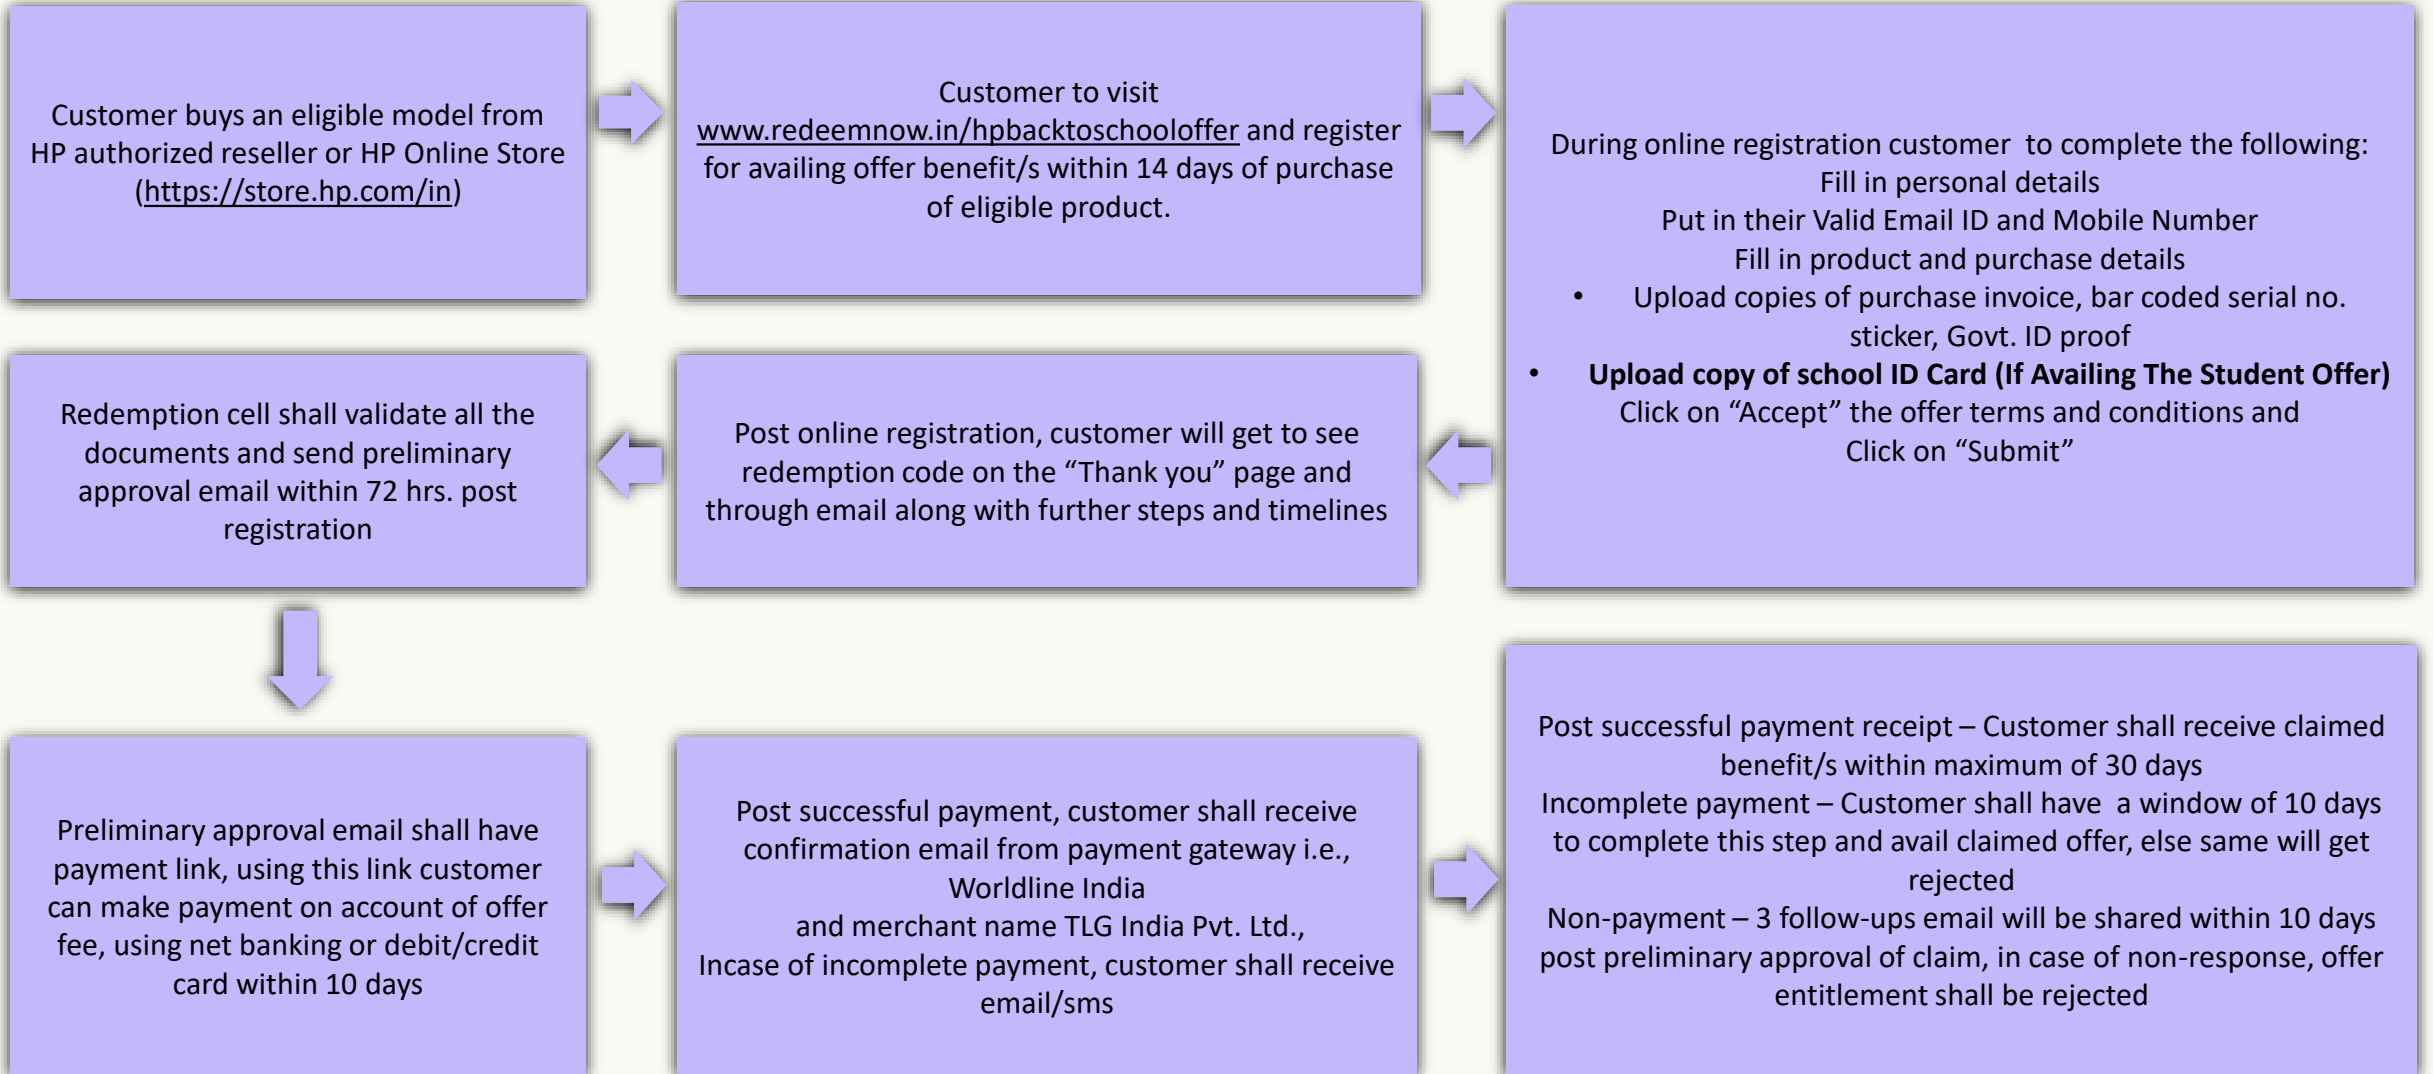 Customer buys an eligible model from
HP authorized reseller or HP Online Store
(https://store.hp.com/in)
Customer to visit
www.redeemnow.in/hpbacktoschooloffer and register
for availing offer benefit/s within 14 days of purchase
of eligible product.
During online registration customer  to complete the following:
Fill in personal details
Put in their Valid Email ID and Mobile Number
Fill in product and purchase details
• Upload copies of purchase invoice, bar coded serial no.
sticker, Govt. ID proof
• Upload copy of school ID Card (If Availing The Student Offer)
Click on “Accept” the offer terms and conditions and
Click on “Submit”
Post online registration, customer will get to see
redemption code on the “Thank you” page and
through email along with further steps and timelines
Redemption cell shall validate all the
documents and send preliminary
approval email within 72 hrs. post
registration
Preliminary approval email shall have
payment link, using this link customer
can make payment on account of offer
fee, using net banking or debit/credit
card within 10 days
Post successful payment, customer shall receive
confirmation email from payment gateway i.e.,
Worldline India
and merchant name TLG India Pvt. Ltd.,
Incase of incomplete payment, customer shall receive
email/sms
Post successful payment receipt – Customer shall receive claimed
benefit/s within maximum of 30 days
Incomplete payment – Customer shall have  a window of 10 days
to complete this step and avail claimed offer, else same will get
rejected
Non-payment – 3 follow-ups email will be shared within 10 days
post preliminary approval of claim, in case of non-response, offer
entitlement shall be rejected